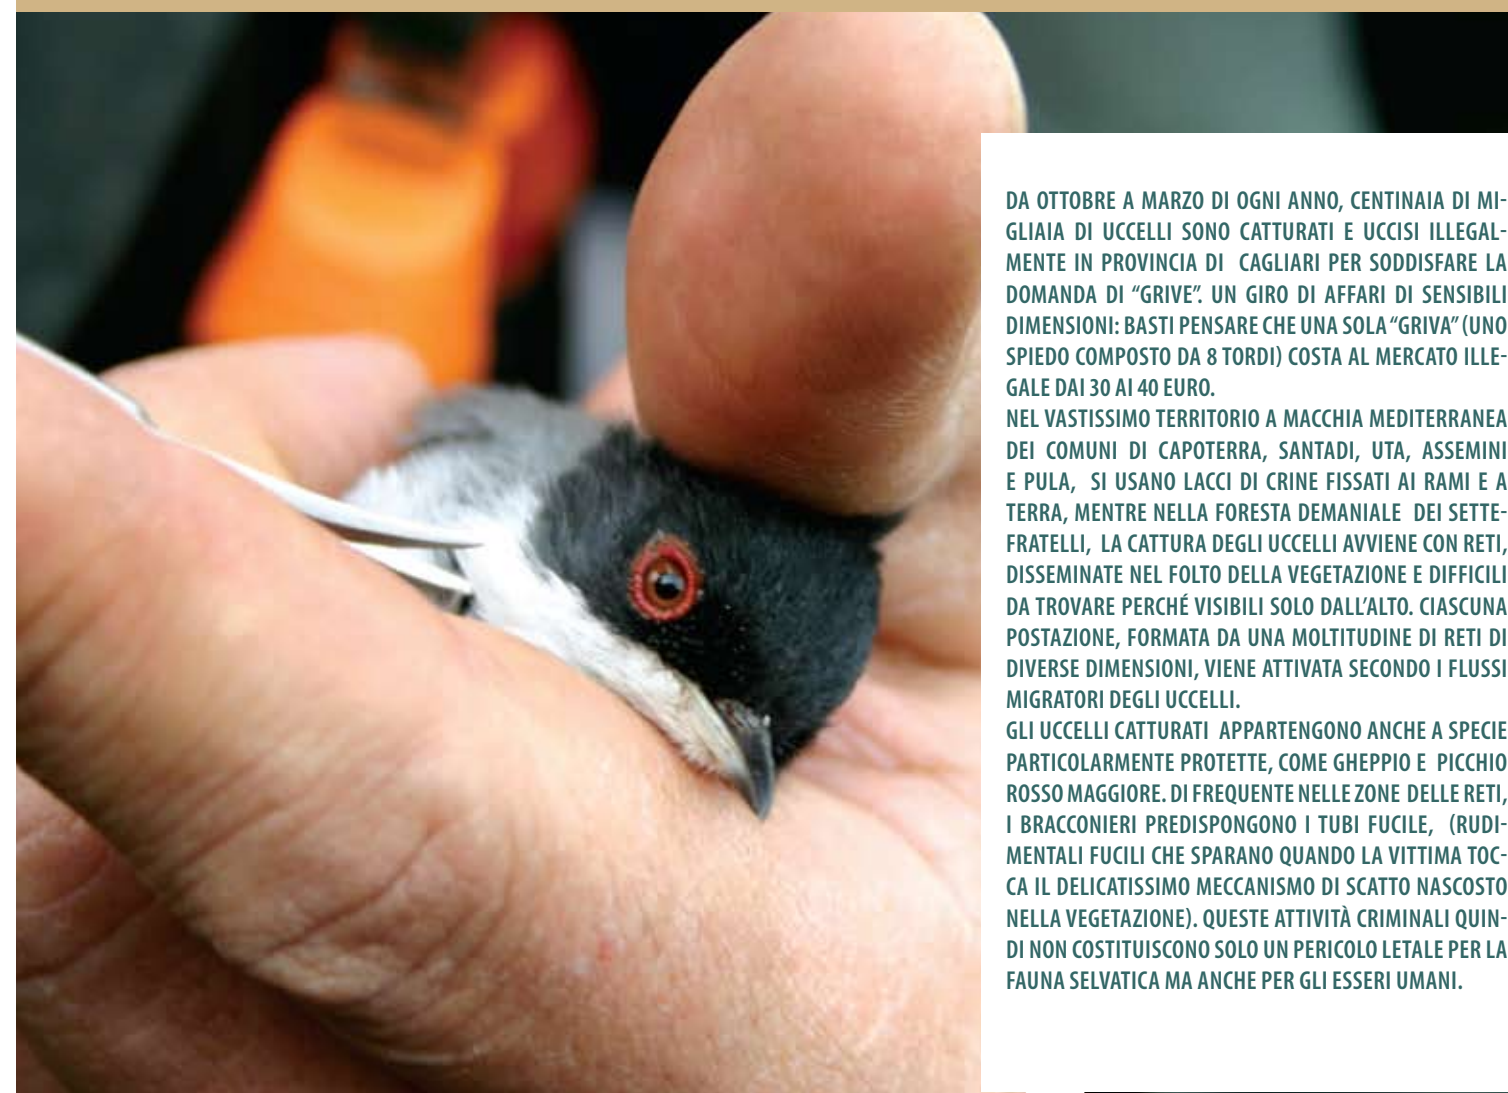 DA OTTOBRE A MARZO DI OGNI ANNO, CENTINAIA DI MI-
GLIAIA DI UCCELLI SONO CATTURATI E UCCISI ILLEGAL-
MENTE IN PROVINCIA DI CAGLIARI PER SODDISFARE LA
DOMANDA DI “GRIVE”. UN GIRO DI AFFARI DI SENSIBILI
DIMENSIONI: BASTI PENSARE CHE UNA SOLA “GRIVA” (UNO
SPIEDO COMPOSTO DA 8 TORDI) COSTA AL MERCATO ILLE-
GALE DAI 30 AI 40 EURO.
NEL VASTISSIMO TERRITORIO A MACCHIA MEDITERRANEA
DEI COMUNI DI CAPOTERRA, SANTADI, UTA, ASSEMINI
E PULA, SI USANO LACCI DI CRINE FISSATI AI RAMI E A
TERRA, MENTRE NELLA FORESTA DEMANIALE DEI SETTE-
FRATELLI, LA CATTURA DEGLI UCCELLI AVVIENE CON RETI,
DISSEMINATE NEL FOLTO DELLA VEGETAZIONE E DIFFICILI
DA TROVARE PERCHÉ VISIBILI SOLO DALL’ALTO. CIASCUNA
POSTAZIONE, FORMATA DA UNA MOLTITUDINE DI RETI DI
DIVERSE DIMENSIONI, VIENE ATTIVATA SECONDO I FLUSSI
MIGRATORI DEGLI UCCELLI.
GLI UCCELLI CATTURATI APPARTENGONO ANCHE A SPECIE
PARTICOLARMENTE PROTETTE, COME GHEPPIO E PICCHIO
ROSSO MAGGIORE. DI FREQUENTE NELLE ZONE DELLE RETI,
I BRACCONIERI PREDISPONGONO I TUBI FUCILE, (RUDI-
MENTALI FUCILI CHE SPARANO QUANDO LA VITTIMA TOC-
CA IL DELICATISSIMO MECCANISMO DI SCATTO NASCOSTO
NELLA VEGETAZIONE). QUESTE ATTIVITÀ CRIMINALI QUIN-
DI NON COSTITUISCONO SOLO UN PERICOLO LETALE PER LA
FAUNA SELVATICA MA ANCHE PER GLI ESSERI UMANI.